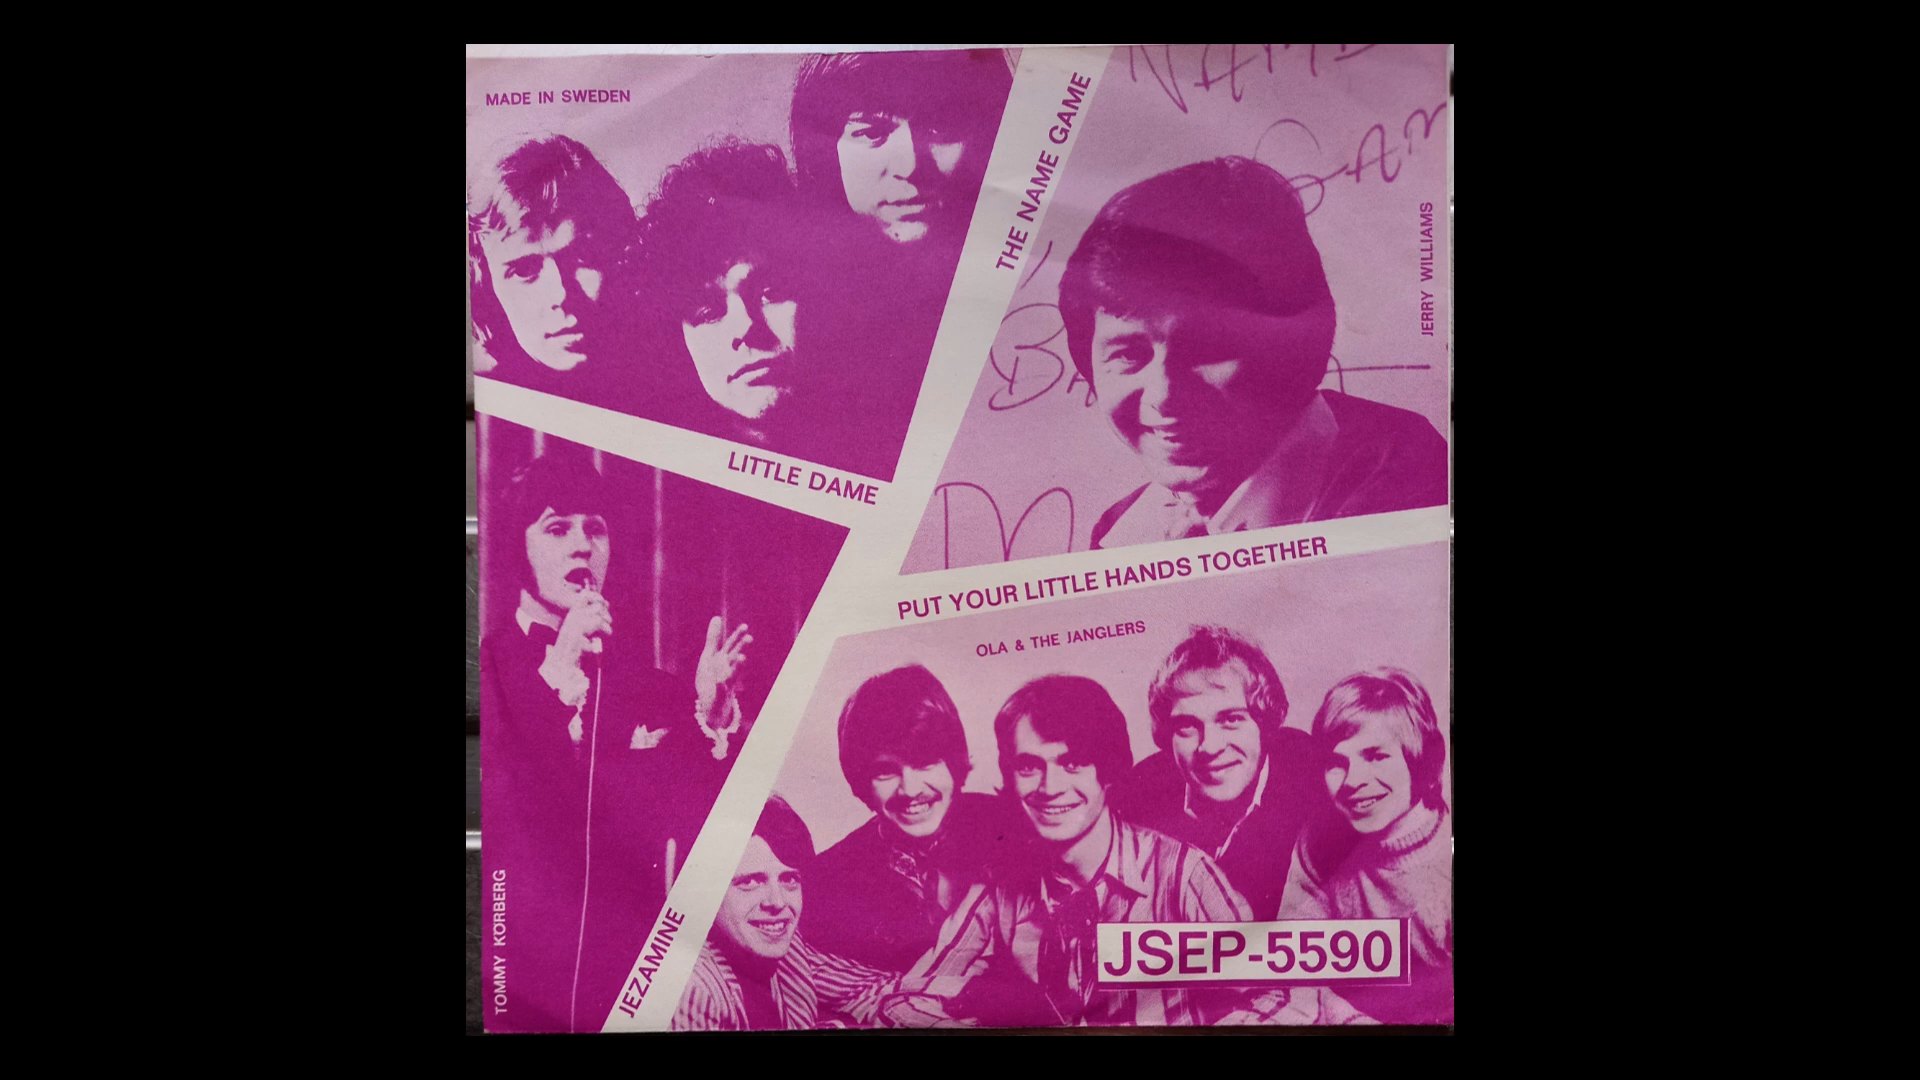 MADE IN SWEDEN
THE NAME GAME
JERRY WILLIAMS
LITTLE DAME
PUT YOUR LITTLE HANDS TOGETHER
OLA & THE JANGLERS
TOMMY KÖRBERG
JEZAMINE
JSEP-5590